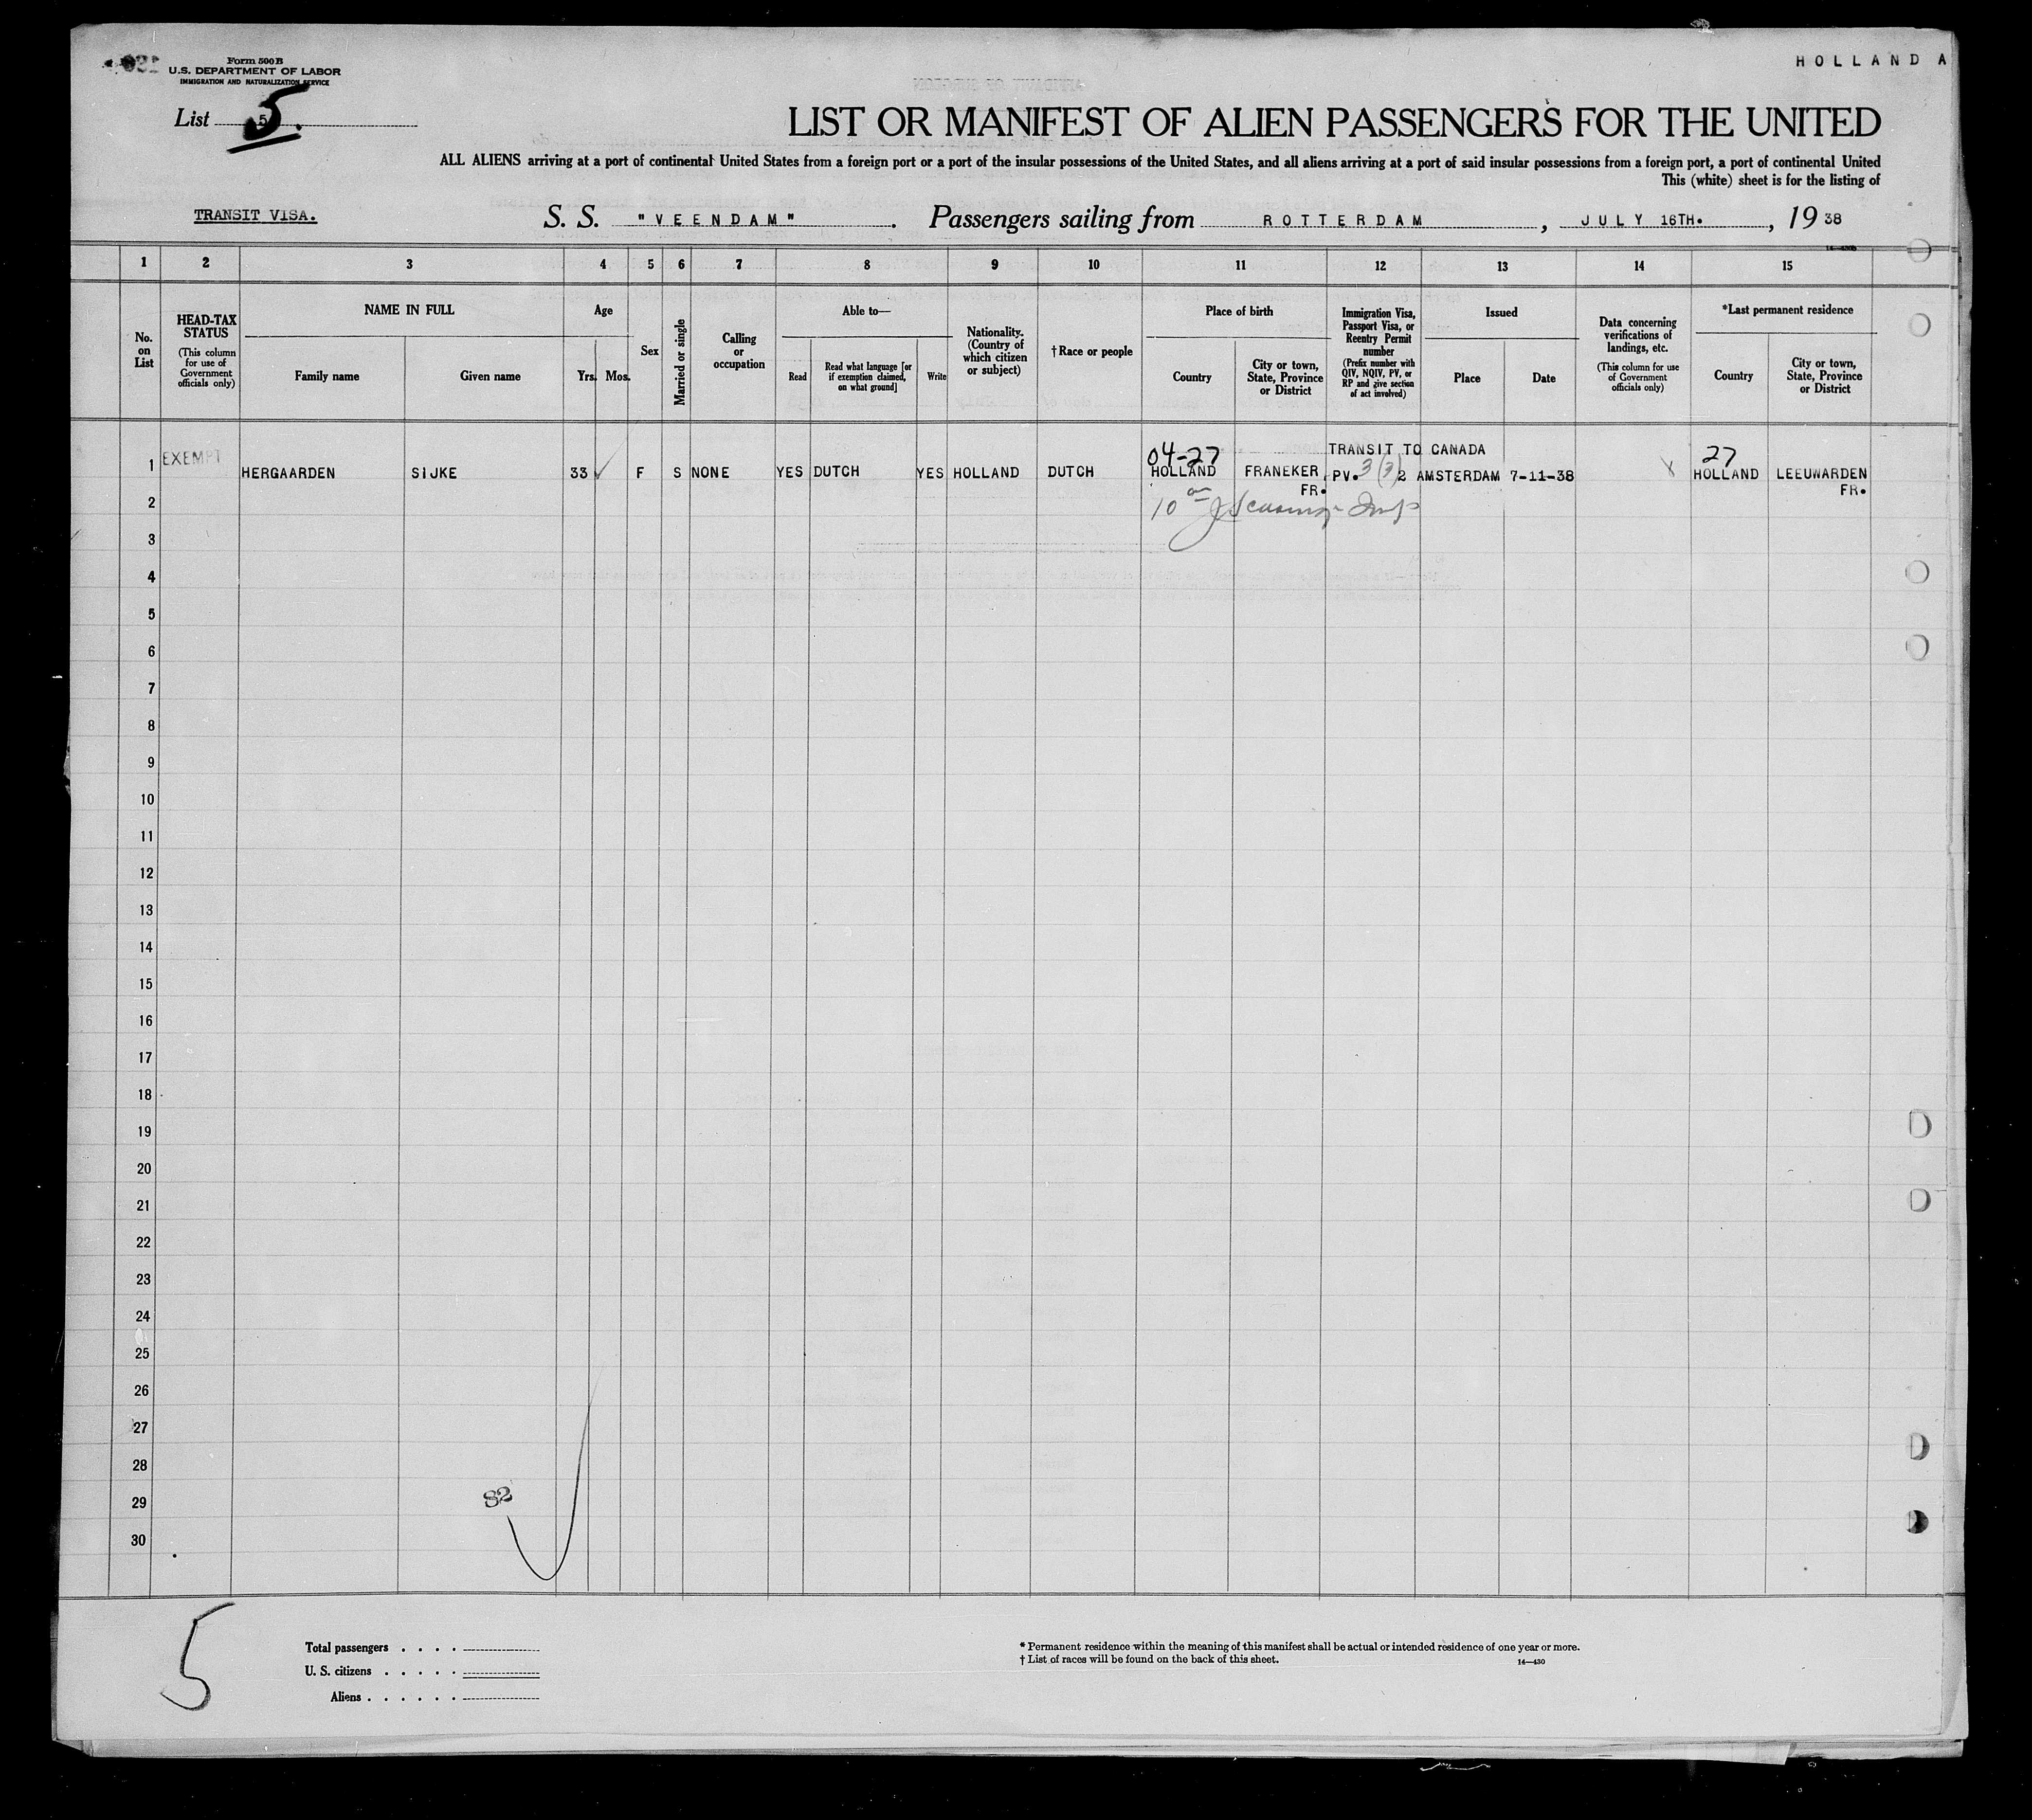 HOLLAND A
Form 500 B
U.S. DEPARTMENT OF LABOR
IMMIGRATION AND NATURALIZATION SERVICE
List 5
5.
LIST OR MANIFEST OF ALIEN PASSENGERS FOR THE UNITED
ALL ALIENS arriving at a port of continental United States from a foreign port or a port of the insular possessions of the United States, and all aliens arriving at a port of said insular possessions from a foreign port, a port of continental United
This (white) sheet is for the listing of
TRANSIT VISA. S. S. "VEENDAM". Passengers sailing from ROTTERDAM, JULY 16TH., 1938
1 2 3 4 5 6 7 8 9 10 11 12 13 14 15
No. on List
HEAD-TAX STATUS (This column for use of Government officials only)
NAME IN FULL
Family name
Given name
Age
Yrs. Mos.
Sex
Married or single
Calling or occupation
Able to—
Read
Read what language [or if exemption claimed, on what ground]
Write
Nationality. (Country of which citizen or subject)
†Race or people
Place of birth
Country
City or town, State, Province or District
Immigration Visa, Passport Visa, or Reentry Permit number (Prefix number with QIV, NQIV, PV, or RP and give section of act involved)
Issued
Place
Date
Data concerning verifications of landings, etc. (This column for use of Government officials only)
*Last permanent residence
Country
City or town, State, Province or District
04-27 TRANSIT TO CANADA 27
1 EXEMPT HERGAARDEN SIJKE 33 F S NONE YES DUTCH YES HOLLAND DUTCH HOLLAND FRANEKER PV. 3 (3) 2 AMSTERDAM 7-11-38 HOLLAND LEEUWARDEN
FR. FR.
2
3
4
5
6
7
8
9
10
11
12
13
14
15
16
17
18
19
20
21
22
23
24
25
26
27
28
29
82
30
5
Total passengers . . . .
U. S. citizens . . . . .
Aliens . . . . . .
* Permanent residence within the meaning of this manifest shall be actual or intended residence of one year or more.
† List of races will be found on the back of this sheet.
14—430